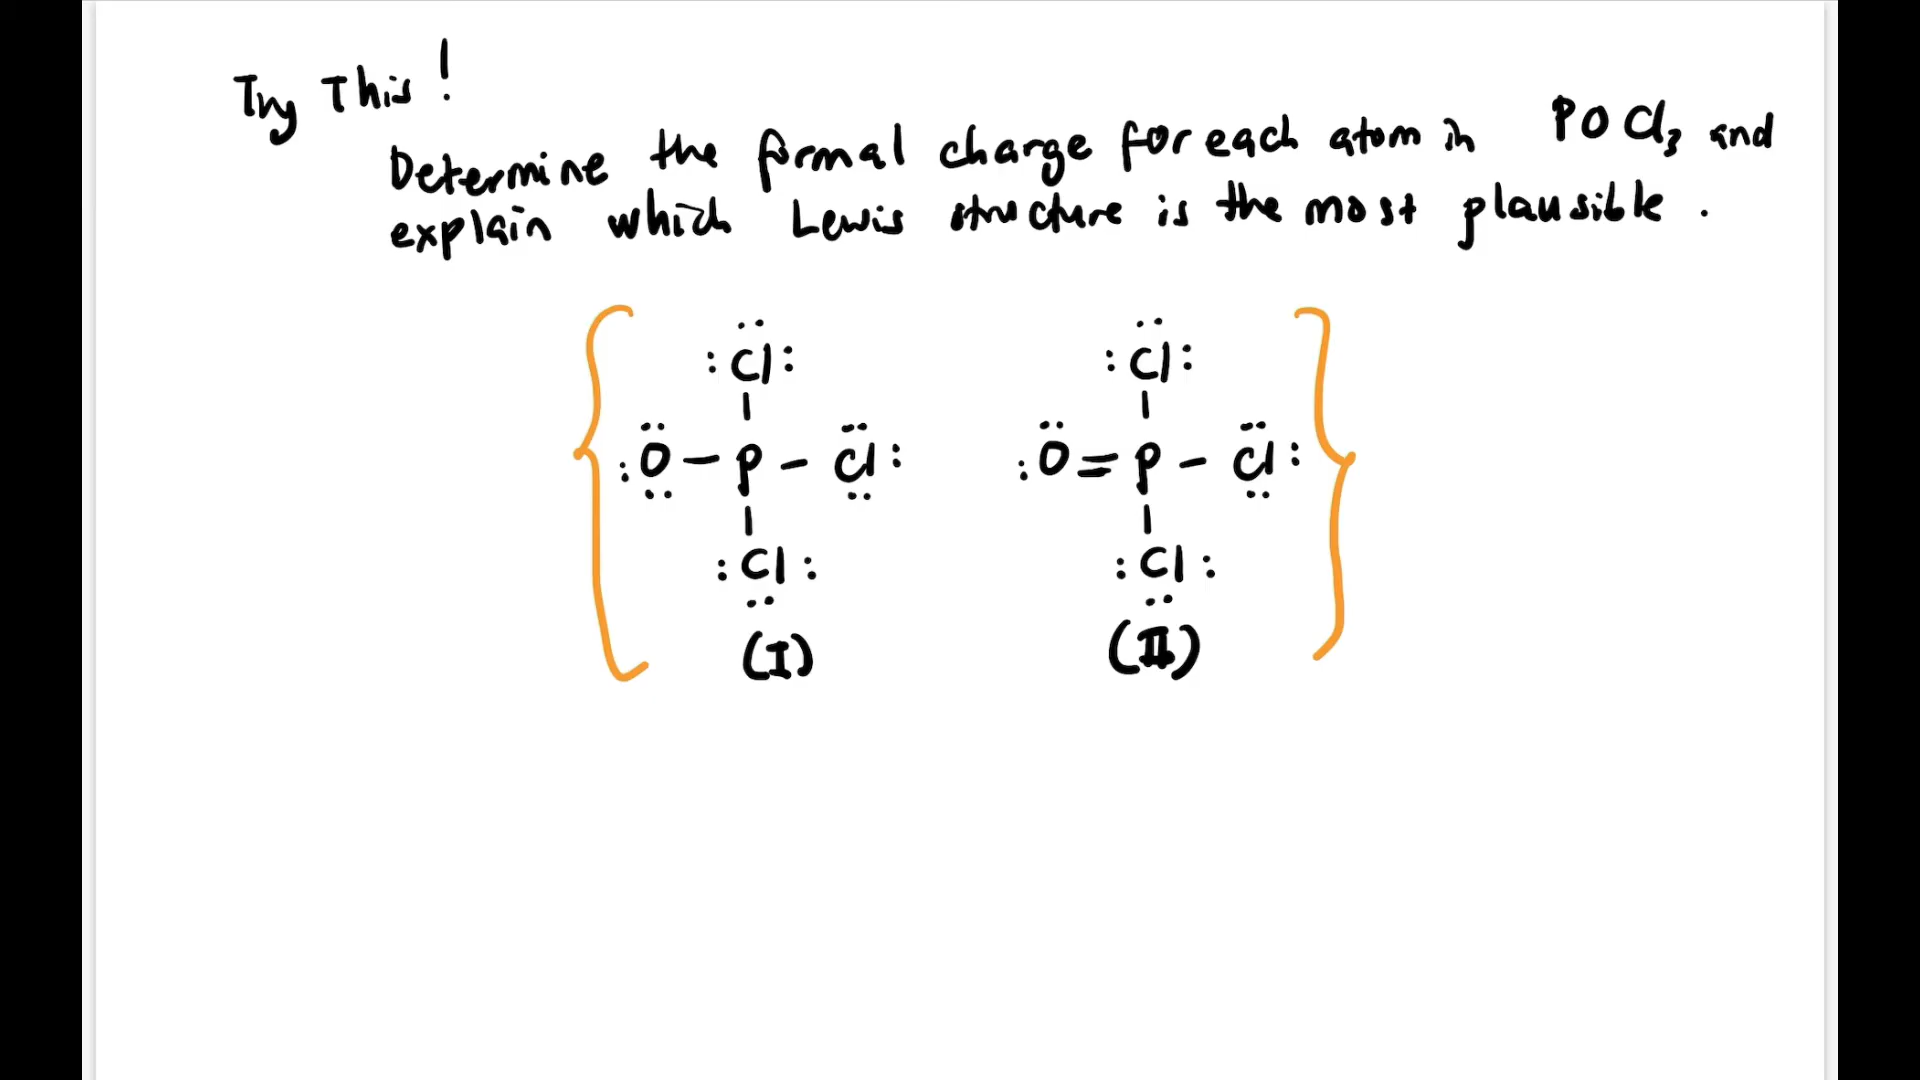 Try This!
Determine the formal charge for each atom in POCl₃ and
explain which Lewis structure is the most plausible.
:Cl: :Cl:
:O - P - Cl: :O = P - Cl:
:Cl: :Cl:
(I) (II)